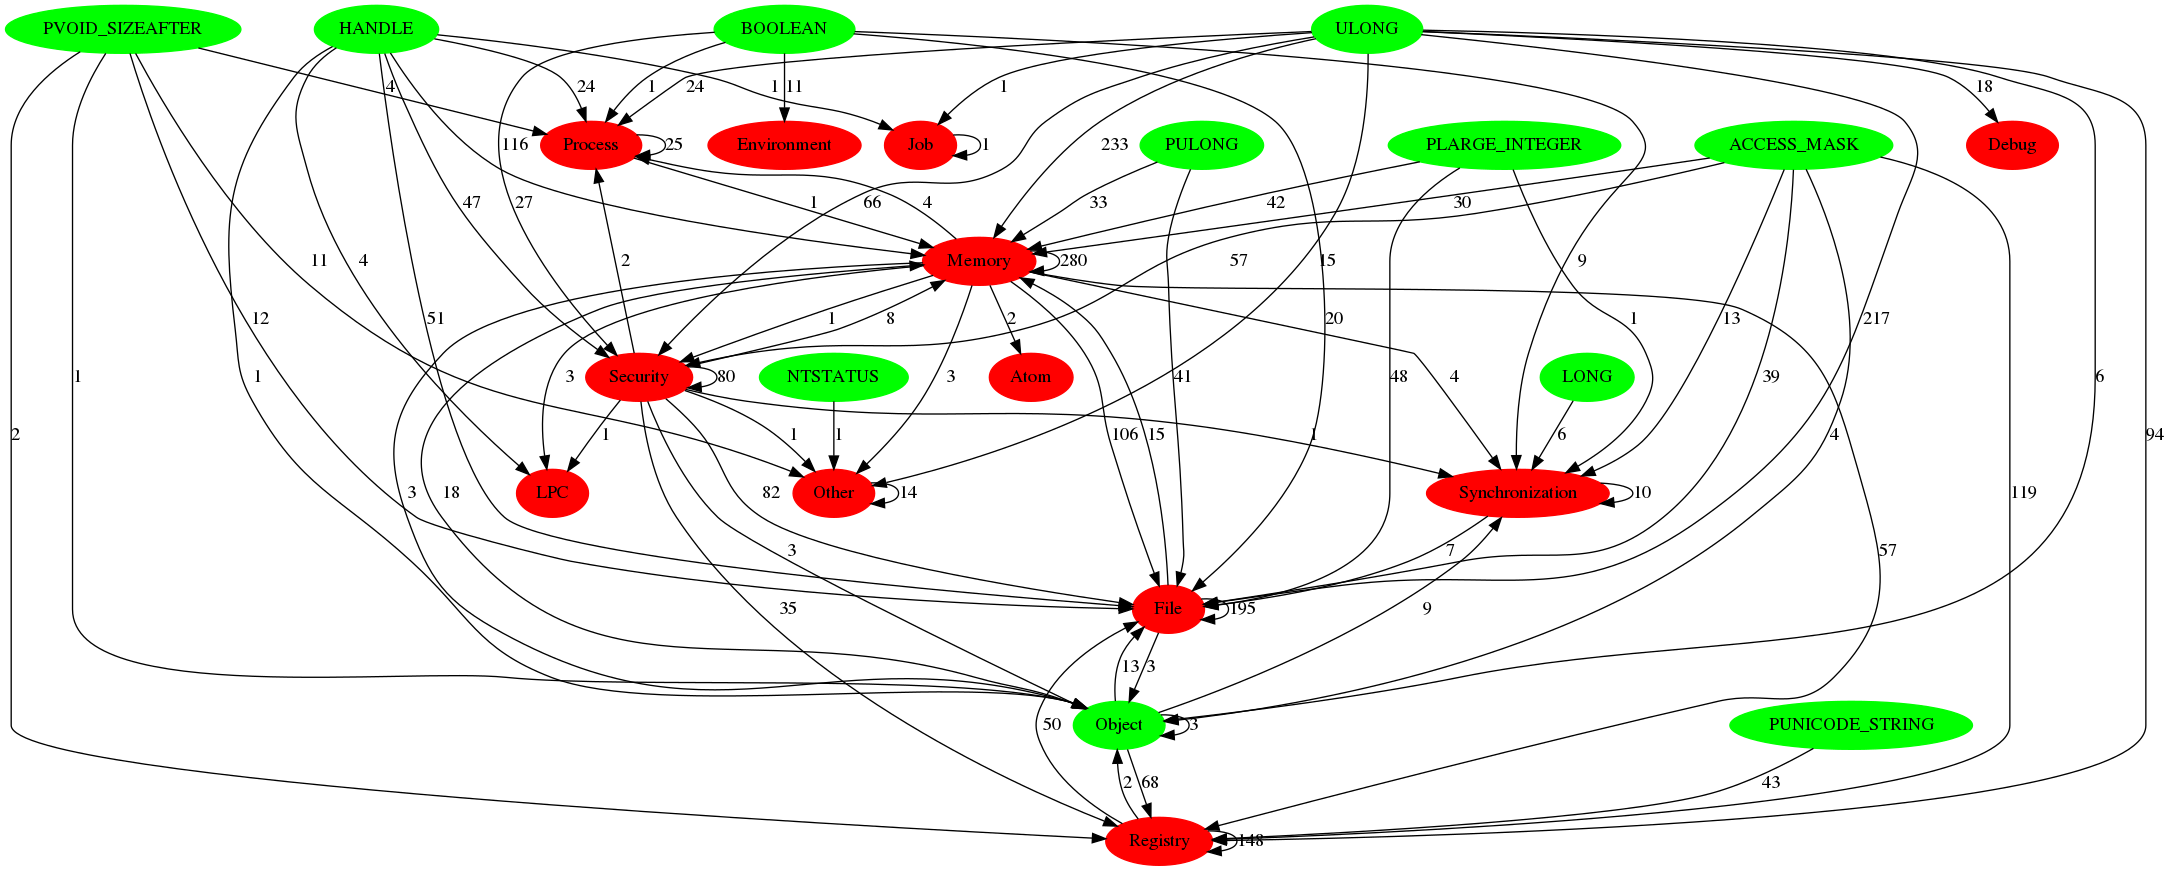 PVOID_SIZEAFTER HANDLE BOOLEAN ULONG
4 24 1 24 1 11 1 18
Process Environment Job PULONG PLARGE_INTEGER ACCESS_MASK Debug
25 1 116 233 6
47 27 1 66 4 33 42 30
11 4 2 Memory 280 57 15 9
12 51 1 8 3 2 20 1 13 217
1 1 2 3 Security 80 NTSTATUS 3 Atom 41 48 4 LONG 39
3 18 1 82 1 1 106 15 1 6 4 94
LPC Other 14 Synchronization 10 119
3 7 57
35 File 195 9
13 3
50 Object 3 PUNICODE_STRING
2 68 43
Registry 148